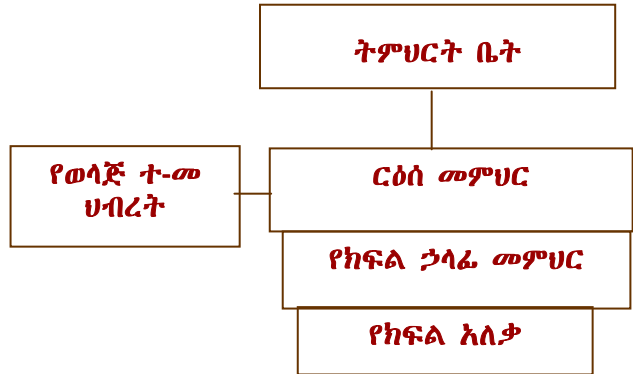 ትምህርት ቤት
የወላጅ ተ-መ
ህብረት
ርዕሰ መምህር
የክፍል ኃላፊ መምህር
የክፍል አለቃ